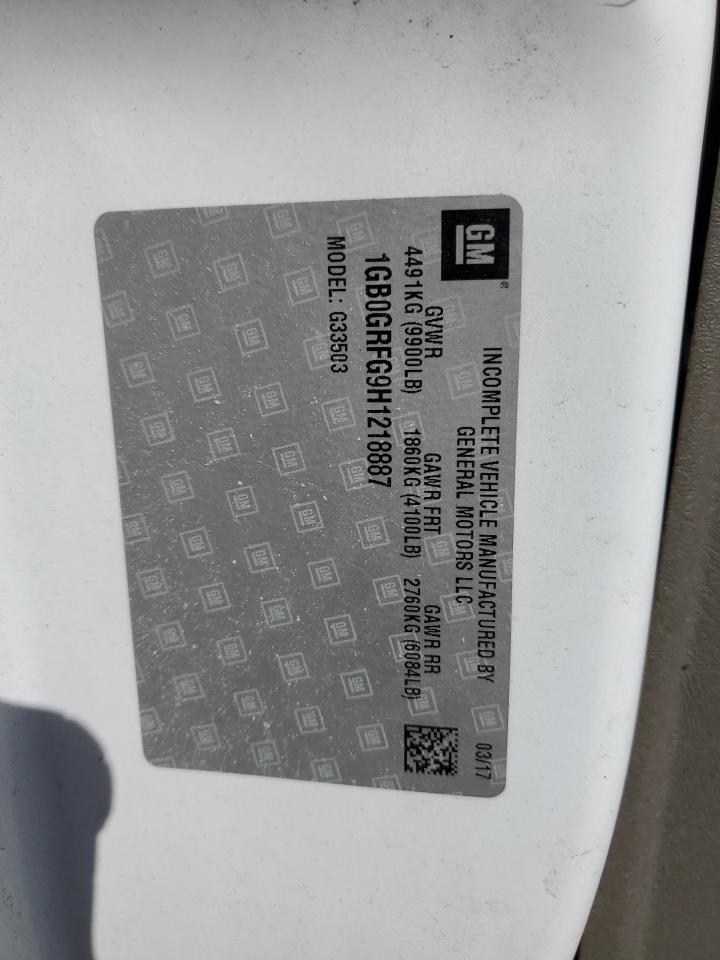 GM
INCOMPLETE VEHICLE MANUFACTURED BY
GENERAL MOTORS LLC
03/17
GVWR GAWR FRT GAWR RR
4491KG (9900LB) 1860KG (4100LB) 2760KG (6084LB)
1GB0GRFG9H1218887
MODEL: G33503